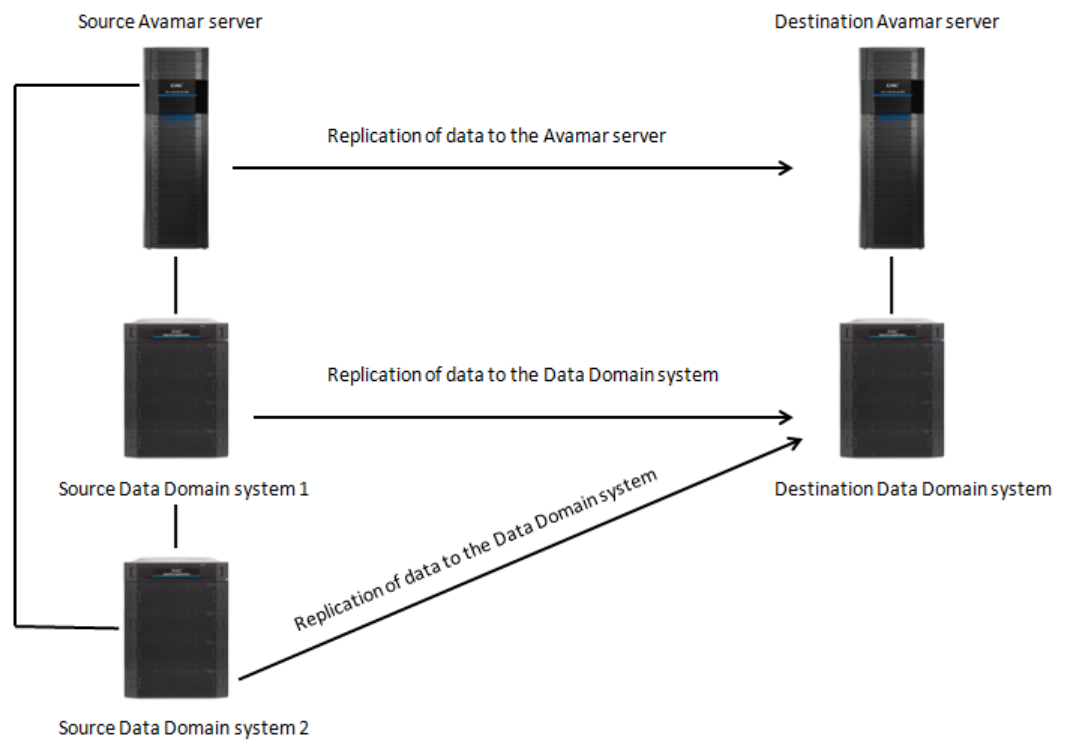 Source Avamar server
Destination Avamar server
Replication of data to the Avamar server
Replication of data to the Data Domain system
Source Data Domain system 1
Destination Data Domain system
Replication of data to the Data Domain system
Source Data Domain system 2